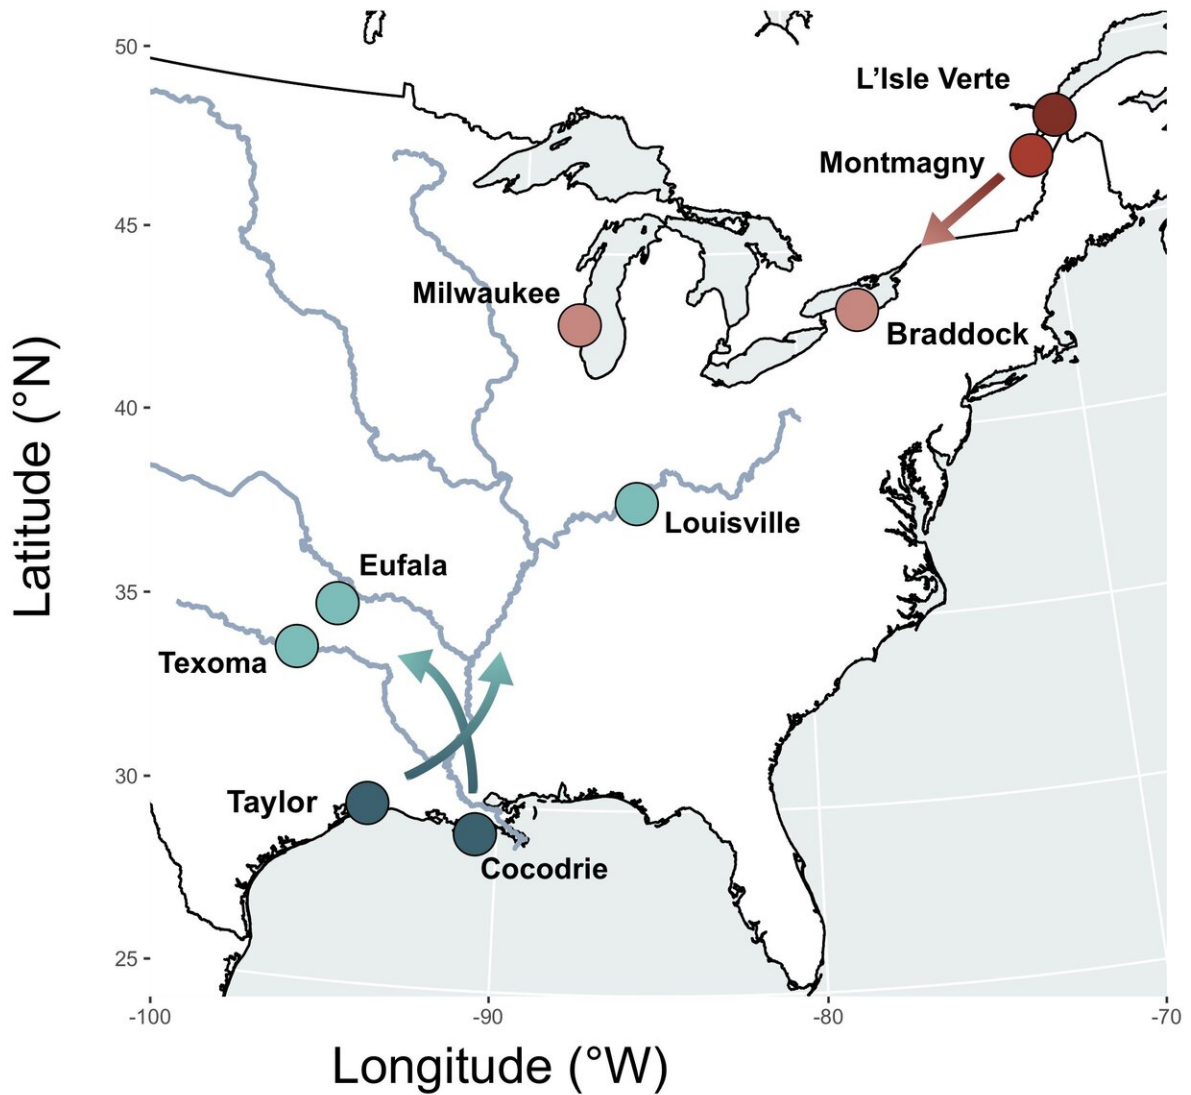 50
L’Isle Verte
Montmagny
45
Milwaukee
Braddock
40
Louisville
Eufala
35
Texoma
30
Taylor
Cocodrie
25
-100
-90
-80
-70
Latitude (°N)
Longitude (°W)